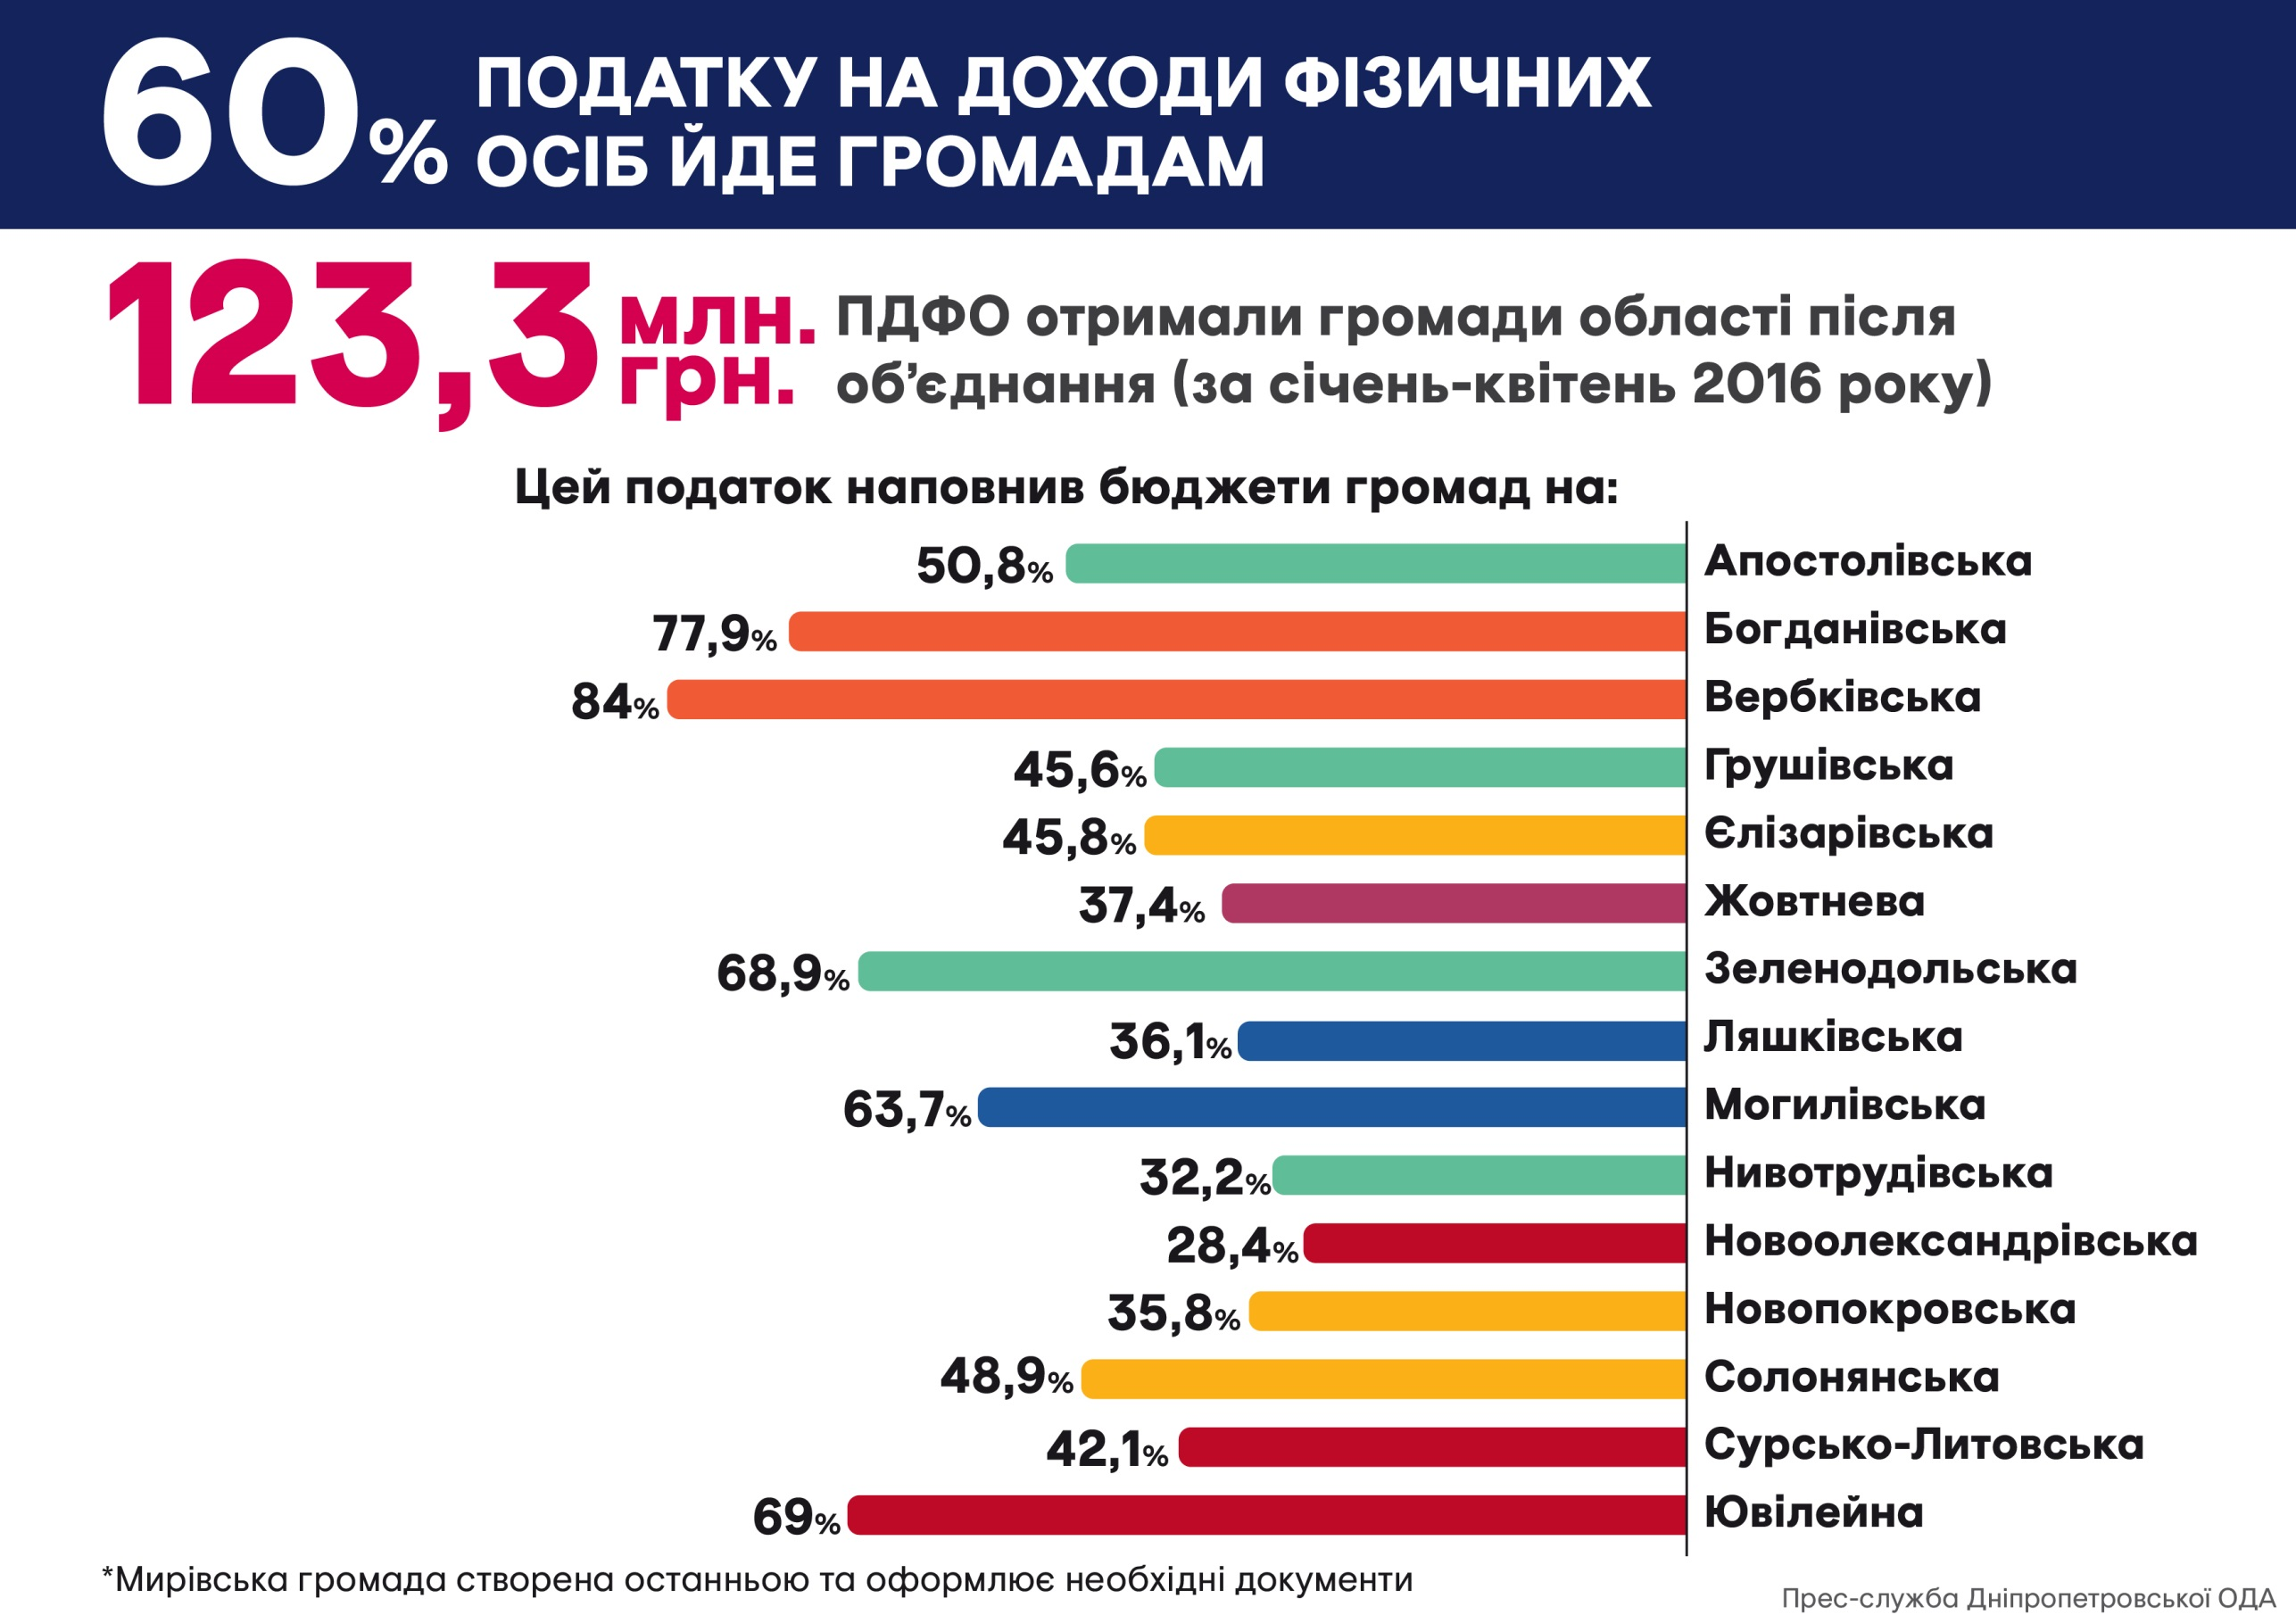 60% ПОДАТКУ НА ДОХОДИ ФІЗИЧНИХ
ОСІБ ЙДЕ ГРОМАДАМ
123,3 млн. грн. ПДФО отримали громади області після
об’єднання (за січень-квітень 2016 року)
Цей податок наповнив бюджети громад на:
50,8% Апостолівська
77,9% Богданівська
84% Вербківська
45,6% Грушівська
45,8% Єлізарівська
37,4% Жовтнева
68,9% Зеленодольська
36,1% Ляшківська
63,7% Могилівська
32,2% Нивотрудівська
28,4% Новоолександрівська
35,8% Новопокровська
48,9% Солонянська
42,1% Сурсько-Литовська
69% Ювілейна
*Мирівська громада створена останньою та оформлює необхідні документи
Прес-служба Дніпропетровської ОДА